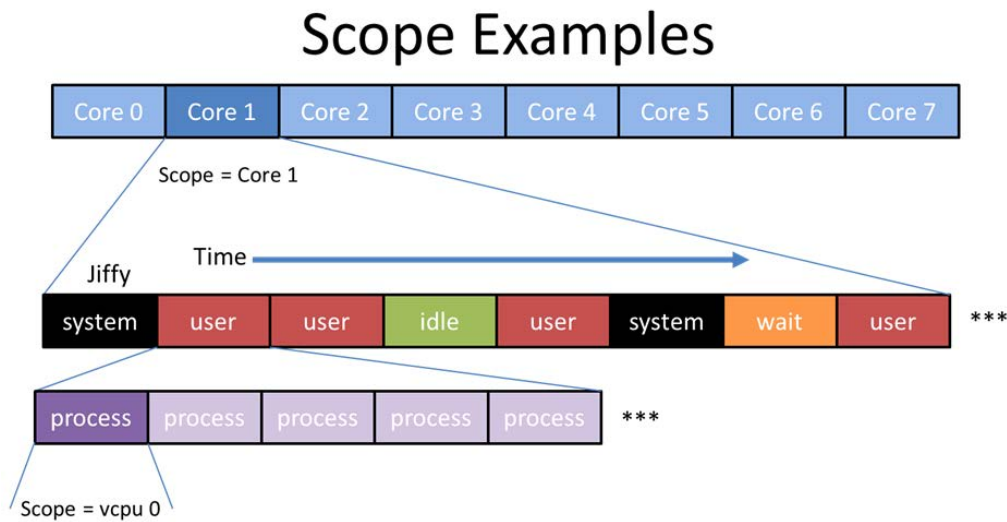 Scope Examples
Core 0 Core 1 Core 2 Core 3 Core 4 Core 5 Core 6 Core 7
Scope = Core 1
Time
Jiffy
system user user idle user system wait user ***
process process process process process ***
Scope = vcpu 0